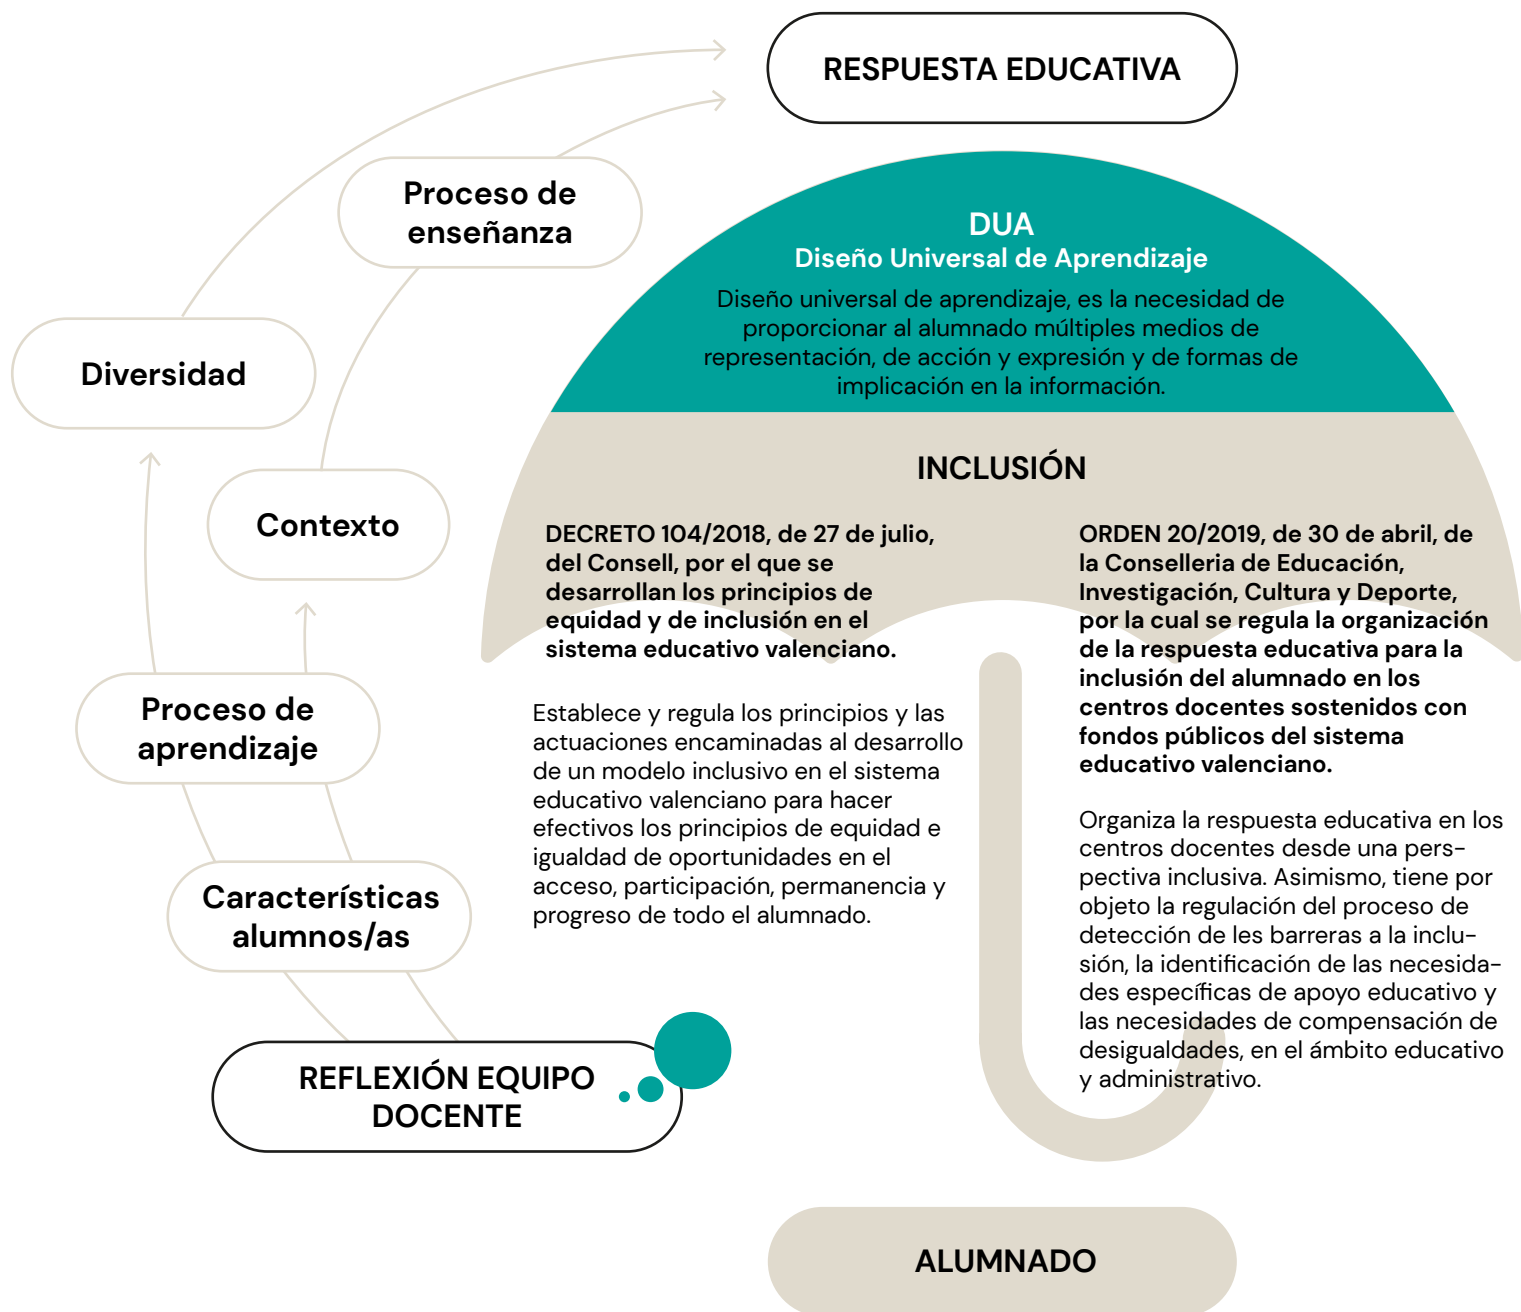 RESPUESTA EDUCATIVA
Proceso de
enseñanza
Diversidad
Contexto
Proceso de
aprendizaje
Característícas
alumnos/as
REFLEXIÓN EQUIPO
DOCENTE
DUA
Diseño Universal de Aprendizaje
Diseño universal de aprendizaje, es la necesidad de
proporcionar al alumnado múltiples medios de
representación, de acción y expresión y de formas de
implicación en la información.
INCLUSIÓN
DECRETO 104/2018, de 27 de julio,
del Consell, por el que se
desarrollan los principios de
equidad y de inclusión en el
sistema educativo valenciano.
Establece y regula los principios y las
actuaciones encaminadas al desarrollo
de un modelo inclusivo en el sistema
educativo valenciano para hacer
efectivos los principios de equidad e
igualdad de oportunidades en el
acceso, participación, permanencia y
progreso de todo el alumnado.
ORDEN 20/2019, de 30 de abril, de
la Conselleria de Educación,
Investigación, Cultura y Deporte,
por la cual se regula la organización
de la respuesta educativa para la
inclusión del alumnado en los
centros docentes sostenidos con
fondos públicos del sistema
educativo valenciano.
Organiza la respuesta educativa en los
centros docentes desde una pers-
pectiva inclusiva. Asimismo, tiene por
objeto la regulación del proceso de
detección de les barreras a la inclu-
sión, la identificación de las necesida-
des específicas de apoyo educativo y
las necesidades de compensación de
desigualdades, en el ámbito educativo
y administrativo.
ALUMNADO